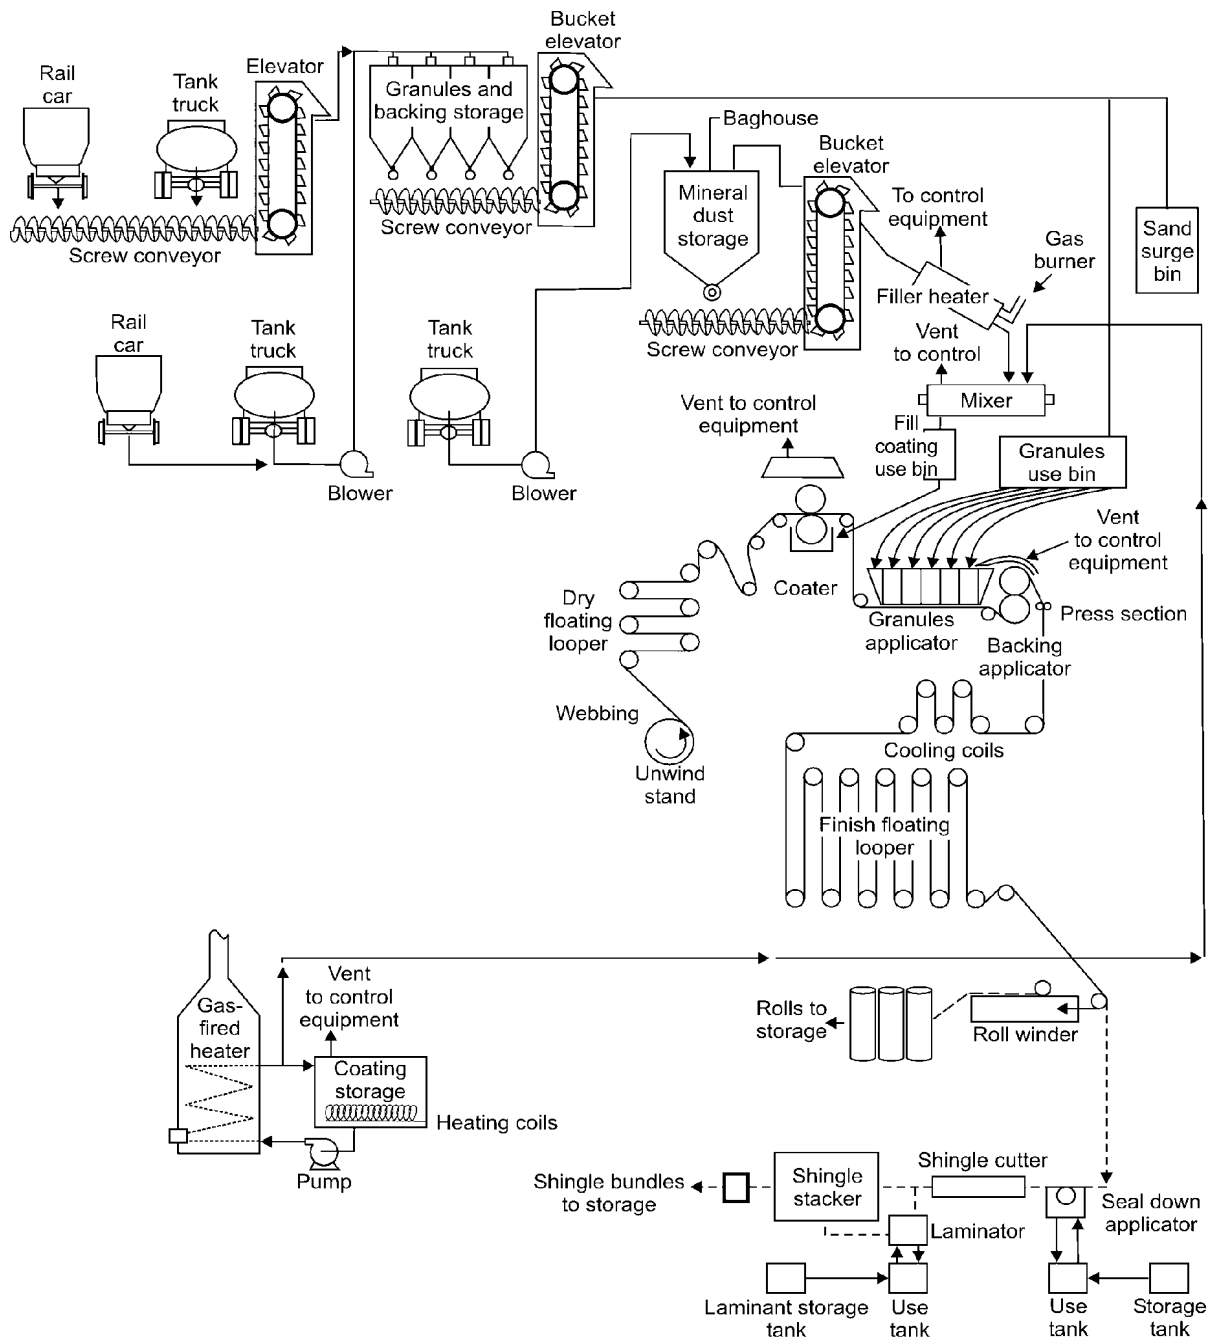 Bucket
elevator
Elevator
Rail
car
Tank
truck
Granules and
backing storage
Baghouse
Bucket
elevator
Mineral
dust
storage
To control
equipment
Sand
surge
bin
Gas
burner
Screw conveyor
Screw conveyor
Filler heater
Rail
car
Tank
truck
Tank
truck
Screw conveyor
Vent
to control
Mixer
Vent to control
equipment
Fill
coating
use bin
Granules
use bin
Blower
Blower
Vent
to control
equipment
Coater
Dry
floating
looper
Granules
applicator
Press section
Backing
applicator
Webbing
Cooling coils
Unwind
stand
Finish floating
looper
Vent
to control
equipment
Gas-
fired
heater
Rolls to
storage
Roll winder
Coating
storage
Heating coils
Pump
Shingle bundles
to storage
Shingle
stacker
Shingle cutter
Seal down
applicator
Laminator
Laminant storage
tank
Use
tank
Use
tank
Storage
tank